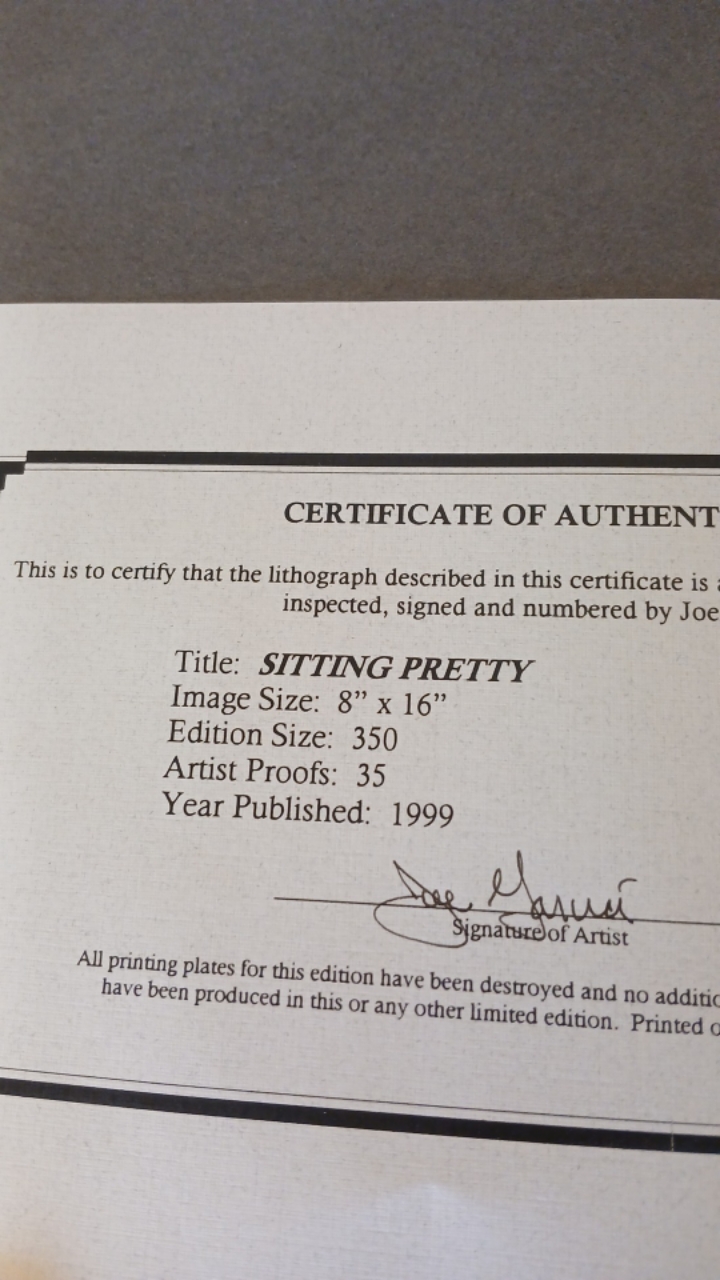 CERTIFICATE OF AUTHENT
This is to certify that the lithograph described in this certificate is
inspected, signed and numbered by Joe
Title: SITTING PRETTY
Image Size: 8” x 16”
Edition Size: 350
Artist Proofs: 35
Year Published: 1999
Joe
Signature of Artist
All printing plates for this edition have been destroyed and no additio
have been produced in this or any other limited edition. Printed o